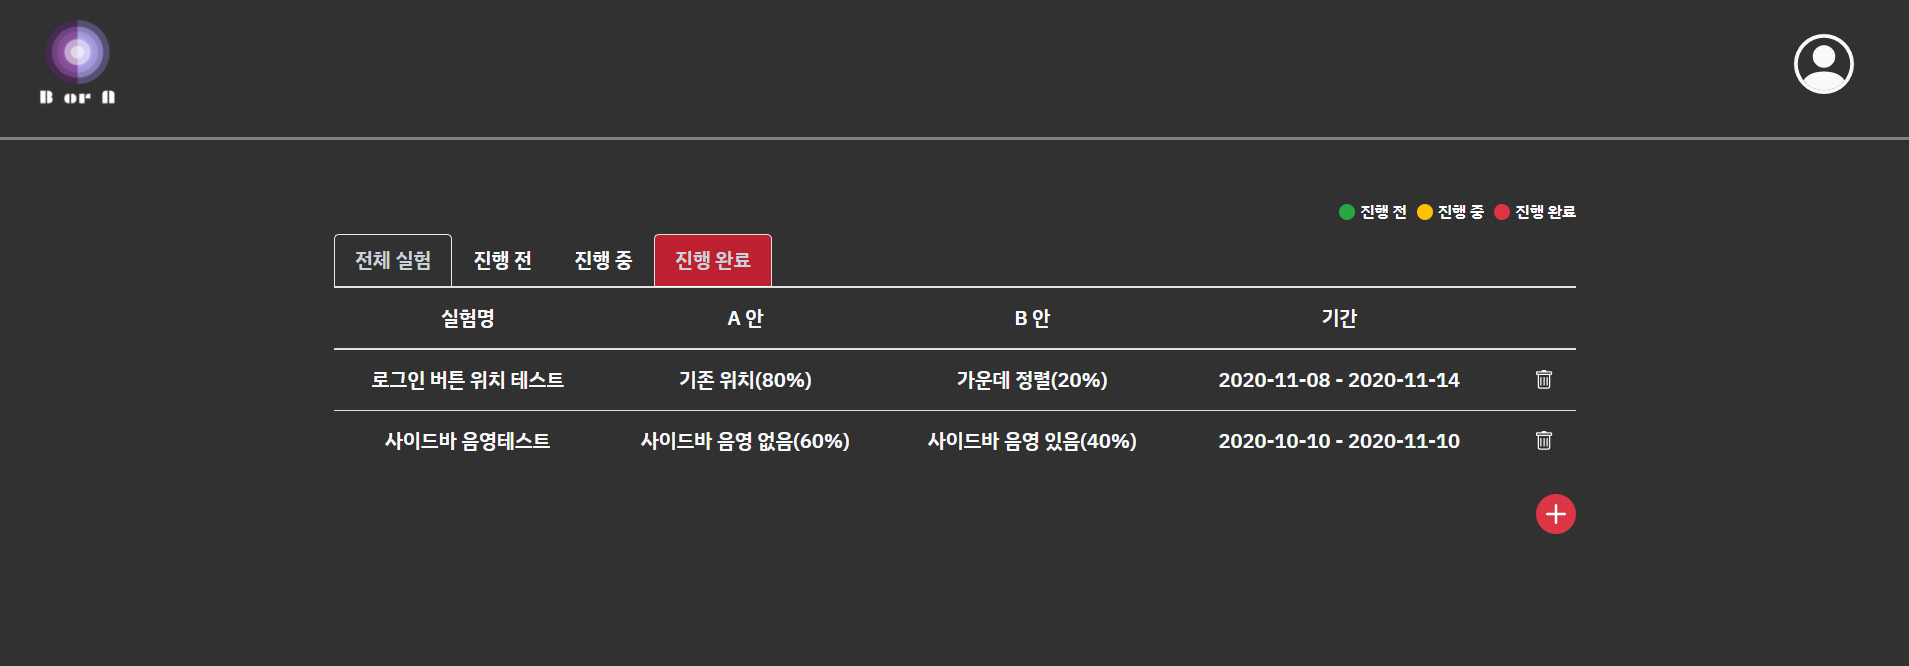 B or A
진행 전 진행 중 진행 완료
전체 실험 진행 전 진행 중 진행 완료
실험명 A 안 B 안 기간
로그인 버튼 위치 테스트 기존 위치(80%) 가운데 정렬(20%) 2020-11-08 - 2020-11-14
사이드바 음영테스트 사이드바 음영 없음(60%) 사이드바 음영 있음(40%) 2020-10-10 - 2020-11-10